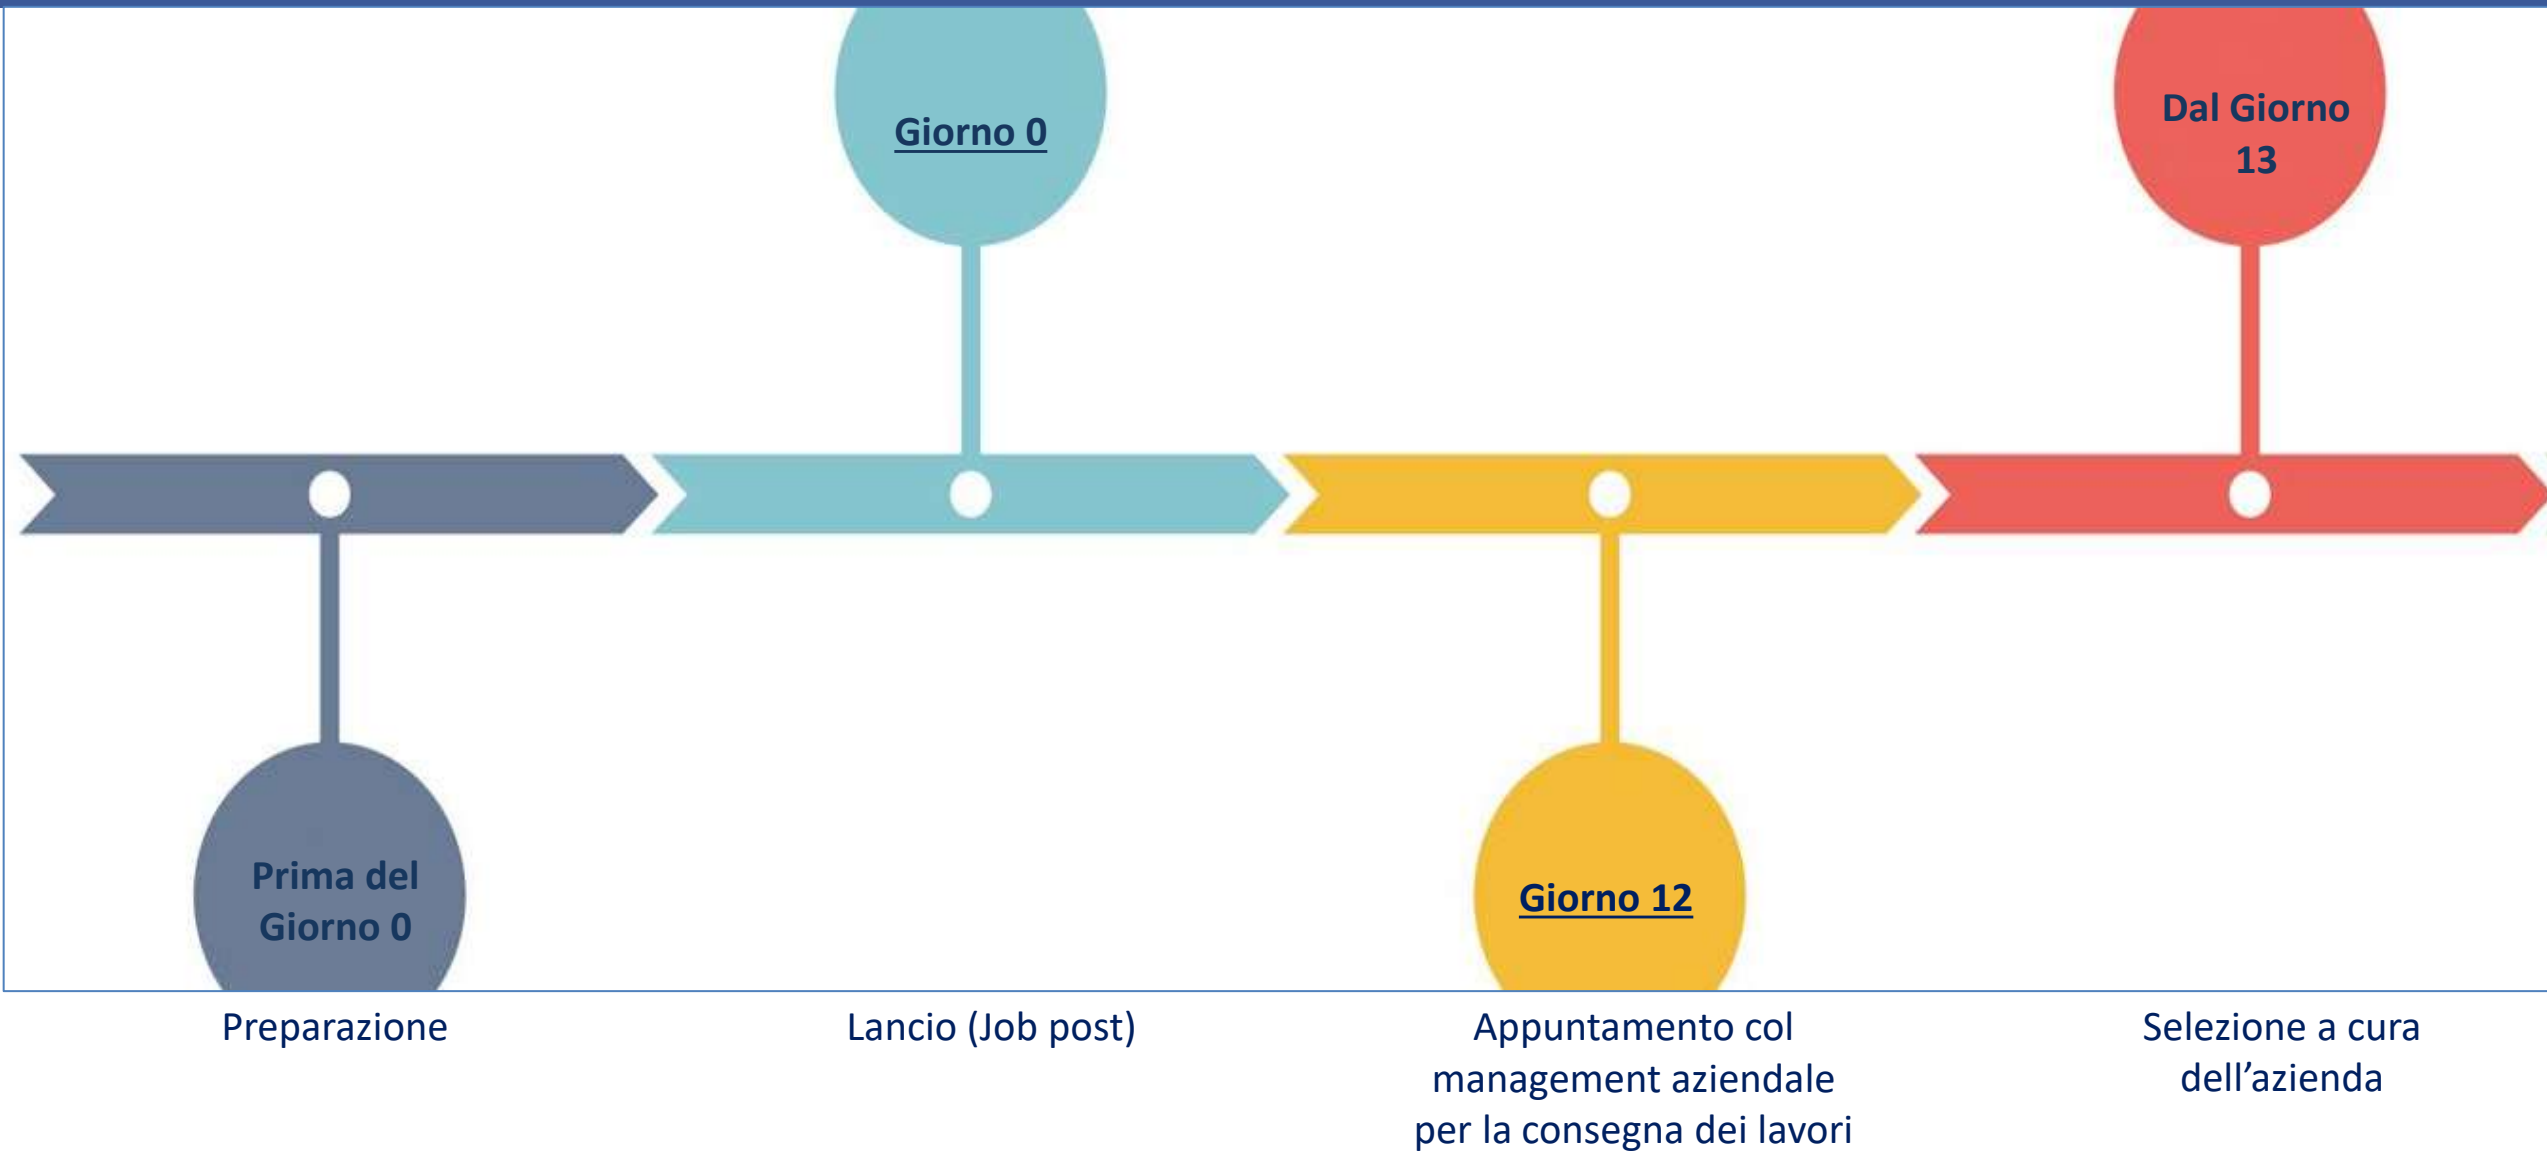 Giorno 0
Dal Giorno
13
Prima del
Giorno 0
Giorno 12
Preparazione
Lancio (Job post)
Appuntamento col
management aziendale
per la consegna dei lavori
Selezione a cura
dell’azienda